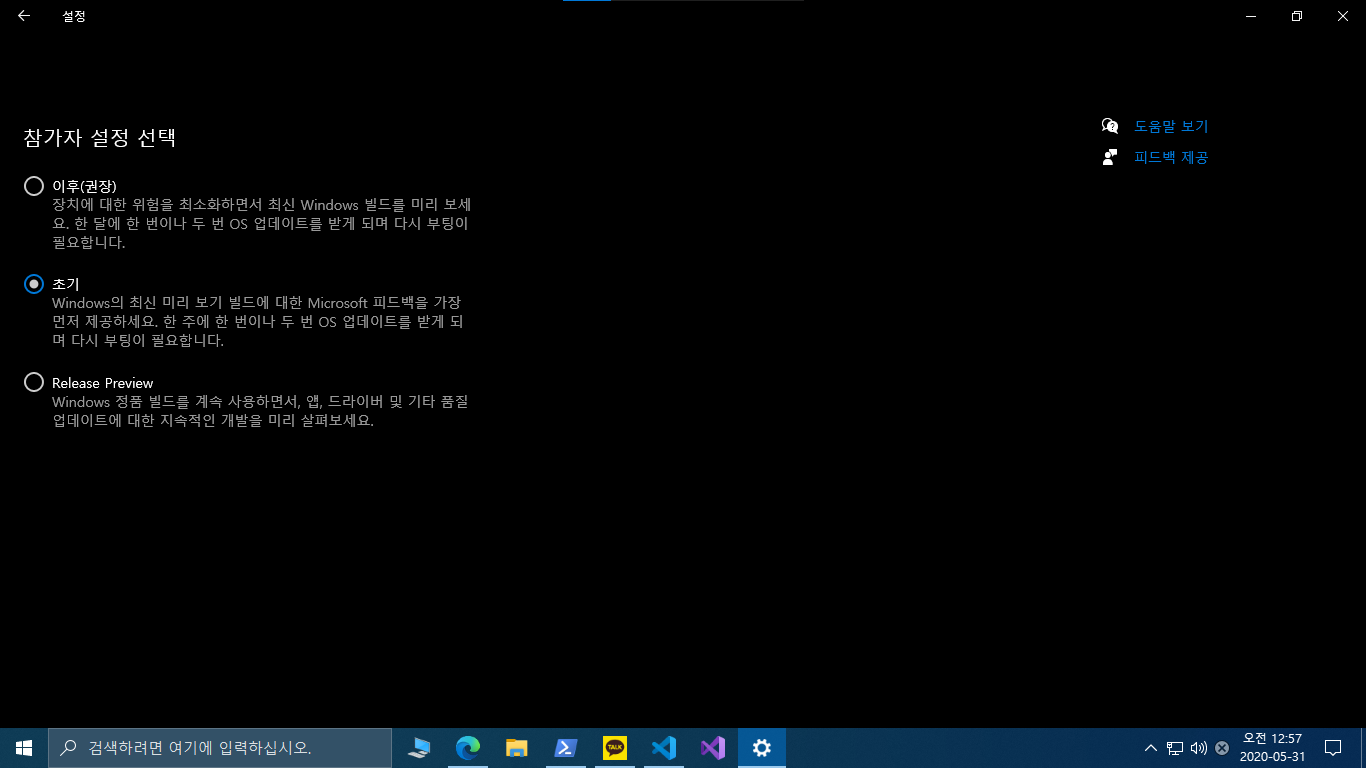 설정
참가자 설정 선택
도움말 보기
피드백 제공
이후(권장)
장치에 대한 위험을 최소화하면서 최신 Windows 빌드를 미리 보세
요. 한 달에 한 번이나 두 번 OS 업데이트를 받게 되며 다시 부팅이
필요합니다.
초기
Windows의 최신 미리 보기 빌드에 대한 Microsoft 피드백을 가장
먼저 제공하세요. 한 주에 한 번이나 두 번 OS 업데이트를 받게 되
며 다시 부팅이 필요합니다.
Release Preview
Windows 정품 빌드를 계속 사용하면서, 앱, 드라이버 및 기타 품질
업데이트에 대한 지속적인 개발을 미리 살펴보세요.
검색하려면 여기에 입력하십시오.
TALK
오전 12:57
2020-05-31